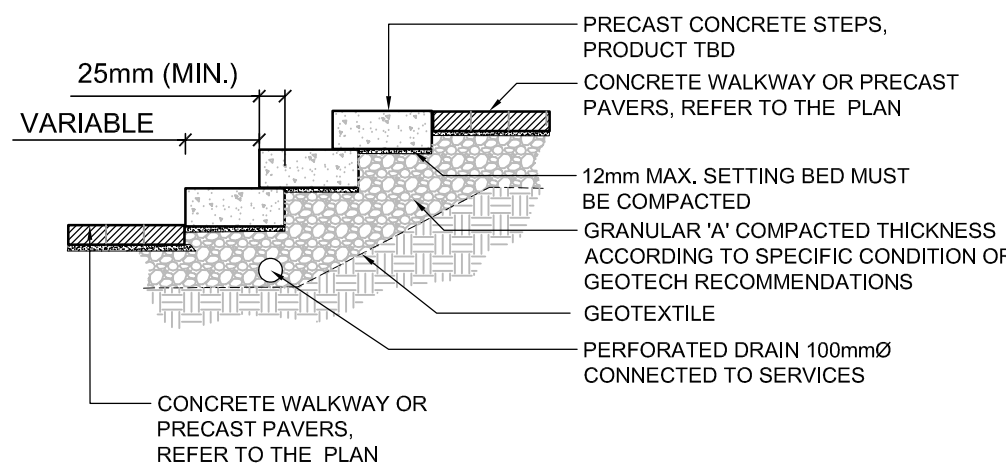 PRECAST CONCRETE STEPS,
PRODUCT TBD
25mm (MIN.)
CONCRETE WALKWAY OR PRECAST
PAVERS, REFER TO THE PLAN
VARIABLE
12mm MAX. SETTING BED MUST
BE COMPACTED
GRANULAR 'A' COMPACTED THICKNESS
ACCORDING TO SPECIFIC CONDITION OF
GEOTECH RECOMMENDATIONS
GEOTEXTILE
PERFORATED DRAIN 100mmØ
CONNECTED TO SERVICES
CONCRETE WALKWAY OR
PRECAST PAVERS,
REFER TO THE PLAN